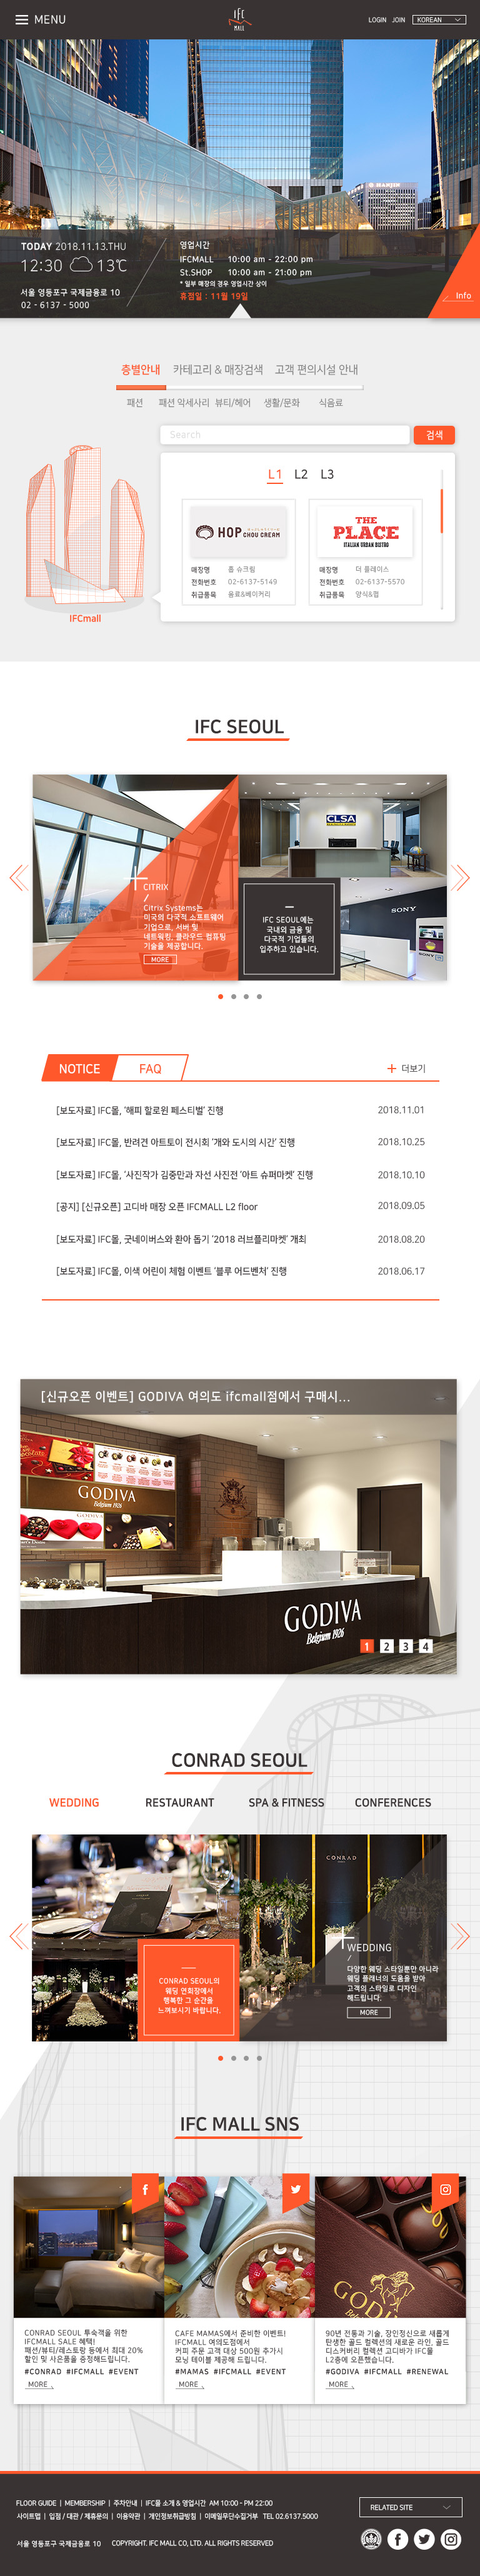 MENU
IFC
MALL
LOGIN JOIN KOREAN
TODAY 2018.11.13.THU
12:30 13℃
서울 영등포구 국제금융로 10
02 - 6137 - 5000
영업시간
IFCMALL 10:00 am - 22:00 pm
St.SHOP 10:00 am - 21:00 pm
* 일부 매장의 경우 영업시간 상이
휴점일 : 11월 19일
Info
층별안내 카테고리 & 매장검색 고객 편의시설 안내
패션 패션 악세사리 뷰티/헤어 생활/문화 식음료
Search 검색
L1 L2 L3
HOP CHOU CREAM
THE
PLACE
ITALIAN URBAN BISTRO
매장명 홉 슈크림
전화번호 02-6137-5149
취급품목 음료&베이커리
매장명 더 플레이스
전화번호 02-6137-5570
취급품목 양식&펍
IFCmall
IFC SEOUL
CLSA
SONY
CITRIX
/
Citrix Systems는
미국의 다국적 소프트웨어
기업으로, 서버 및
네트워킹, 클라우드 컴퓨팅
기술을 제공합니다.
MORE
IFC SEOUL에는
국내외 금융 및
다국적 기업들이
입주하고 있습니다.
NOTICE FAQ + 더보기
[보도자료] IFC몰, '해피 할로윈 페스티벌' 진행 2018.11.01
[보도자료] IFC몰, 반려견 아트토이 전시회 '개와 도시의 시간' 진행 2018.10.25
[보도자료] IFC몰, '사진작가 김중만과 자선 사진전 '아트 슈퍼마켓' 진행 2018.10.10
[공지] [신규오픈] 고디바 매장 오픈 IFCMALL L2 floor 2018.09.05
[보도자료] IFC몰, 굿네이버스와 환아 돕기 '2018 러브플리마켓' 개최 2018.08.20
[보도자료] IFC몰, 이색 어린이 체험 이벤트 '블루 어드벤처' 진행 2018.06.17
[신규오픈 이벤트] GODIVA 여의도 ifcmall점에서 구매시...
GODIVA
Belgium 1926
GODIVA
Belgium 1926
1 2 3 4
CONRAD SEOUL
WEDDING RESTAURANT SPA & FITNESS CONFERENCES
CONRAD
CONRAD SEOUL의
웨딩 연회장에서
행복한 그 순간을
느껴보시기 바랍니다.
WEDDING
/
다양한 웨딩 스타일뿐만 아니라
웨딩 플래너의 도움을 받아
고객의 스타일로 디자인
해드립니다.
MORE
IFC MALL SNS
GODIVA
CONRAD SEOUL 투숙객을 위한
IFCMALL SALE 혜택!
패션/뷰티/레스토랑 등에서 최대 20%
할인 및 사은품을 증정해드립니다.
#CONRAD #IFCMALL #EVENT
MORE
CAFE MAMAS에서 준비한 이벤트!
IFCMALL 여의도점에서
커피 주문 고객 대상 500원 추가시
모닝 테이블 제공해 드립니다.
#MAMAS #IFCMALL #EVENT
MORE
90년 전통과 기술, 장인정신으로 새롭게
탄생한 골드 컬렉션의 새로운 라인, 골드
디스커버리 컬렉션 고디바가 IFC몰
L2층에 오픈했습니다.
#GODIVA #IFCMALL #RENEWAL
MORE
FLOOR GUIDE | MEMBERSHIP | 주차안내 | IFC몰 소개 & 영업시간 AM 10:00 - PM 22:00
사이트맵 | 입점 / 대관 / 제휴문의 | 이용약관 | 개인정보취급방침 | 이메일무단수집거부 TEL 02.6137.5000
RELATED SITE
서울 영등포구 국제금융로 10 COPYRIGHT. IFC MALL CO, LTD. ALL RIGHTS RESERVED